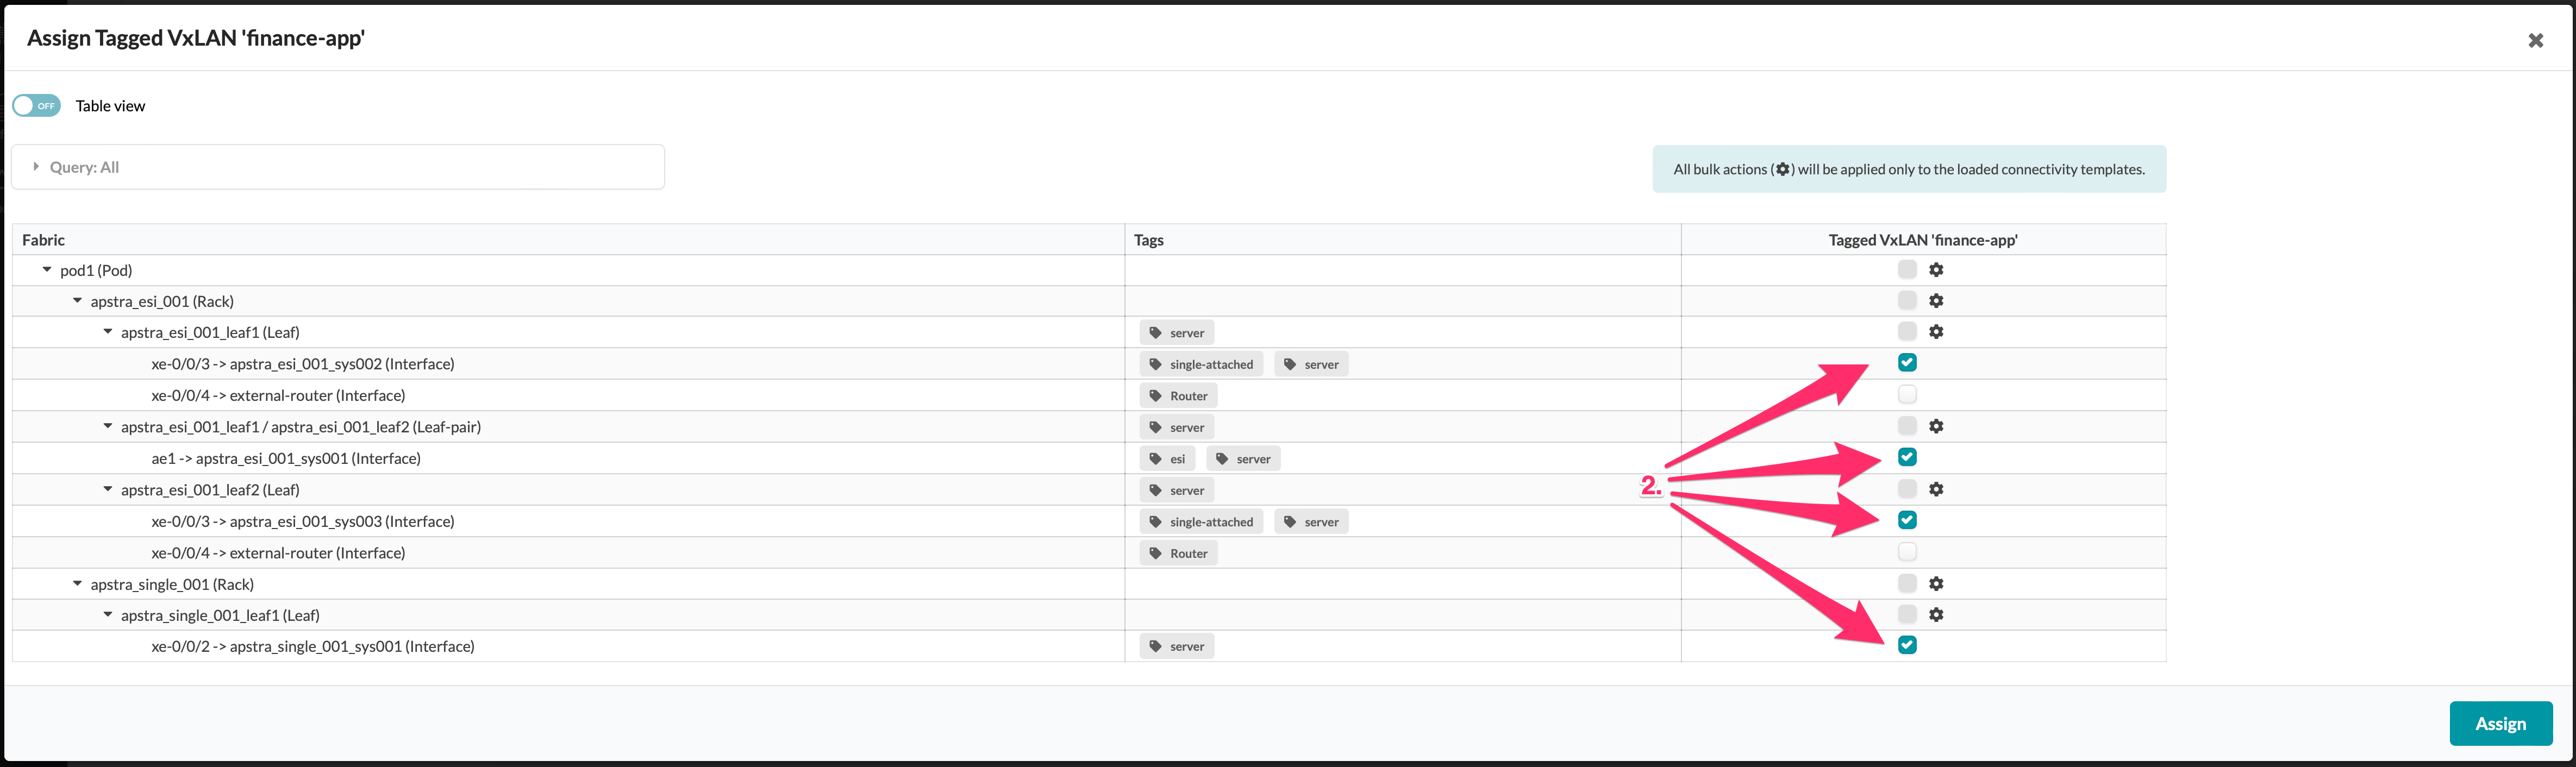 Assign Tagged VxLAN 'finance-app'
OFF Table view
Query: All
All bulk actions ( ) will be applied only to the loaded connectivity templates.
Fabric Tags Tagged VxLAN 'finance-app'
pod1 (Pod)
apstra_esi_001 (Rack)
apstra_esi_001_leaf1 (Leaf) server
xe-0/0/3 -> apstra_esi_001_sys002 (Interface) single-attached server
xe-0/0/4 -> external-router (Interface) Router
apstra_esi_001_leaf1 / apstra_esi_001_leaf2 (Leaf-pair) server
ae1 -> apstra_esi_001_sys001 (Interface) esi server
2.
apstra_esi_001_leaf2 (Leaf) server
xe-0/0/3 -> apstra_esi_001_sys003 (Interface) single-attached server
xe-0/0/4 -> external-router (Interface) Router
apstra_single_001 (Rack)
apstra_single_001_leaf1 (Leaf)
xe-0/0/2 -> apstra_single_001_sys001 (Interface) server
Assign